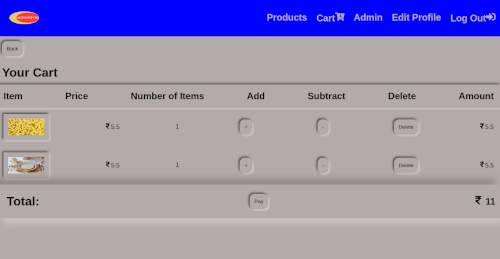 Products Cart Admin Edit Profile Log Out
Back
Your Cart
Item Price Number of Items Add Subtract Delete Amount
₹ 5.5 1 + - Delete ₹ 5.5
₹ 5.5 1 + - Delete ₹ 5.5
Total: Pay ₹ 11